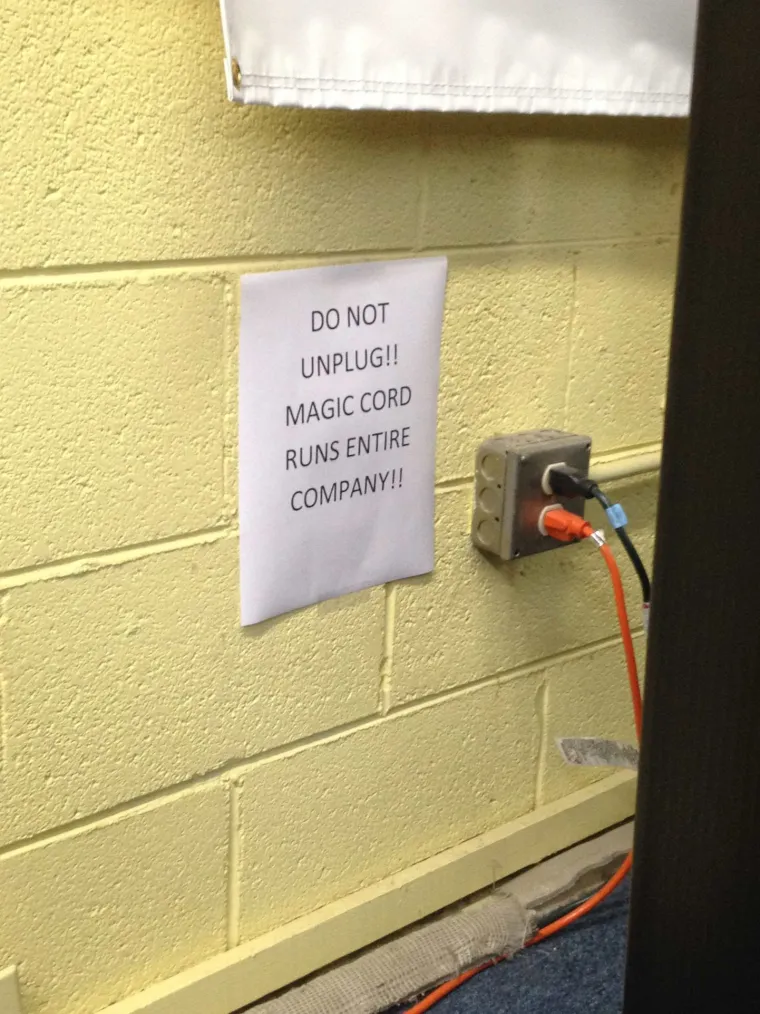 DO NOT
UNPLUG!!
MAGIC CORD
RUNS ENTIRE
COMPANY!!